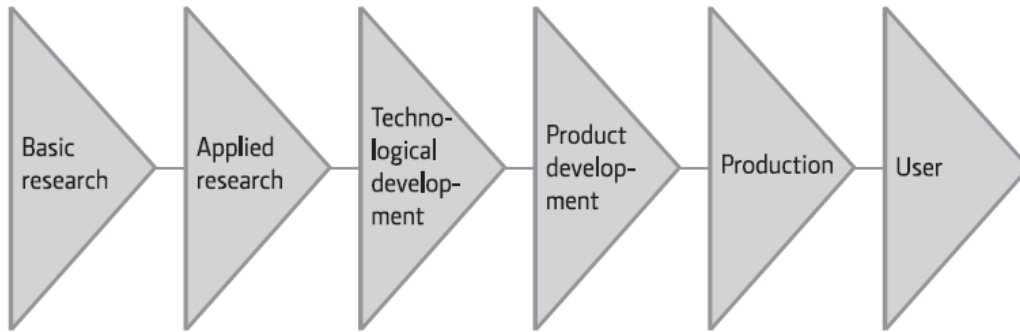 Basic
research
Applied
research
Techno-
logical
develop-
ment
Product
develop-
ment
Production
User